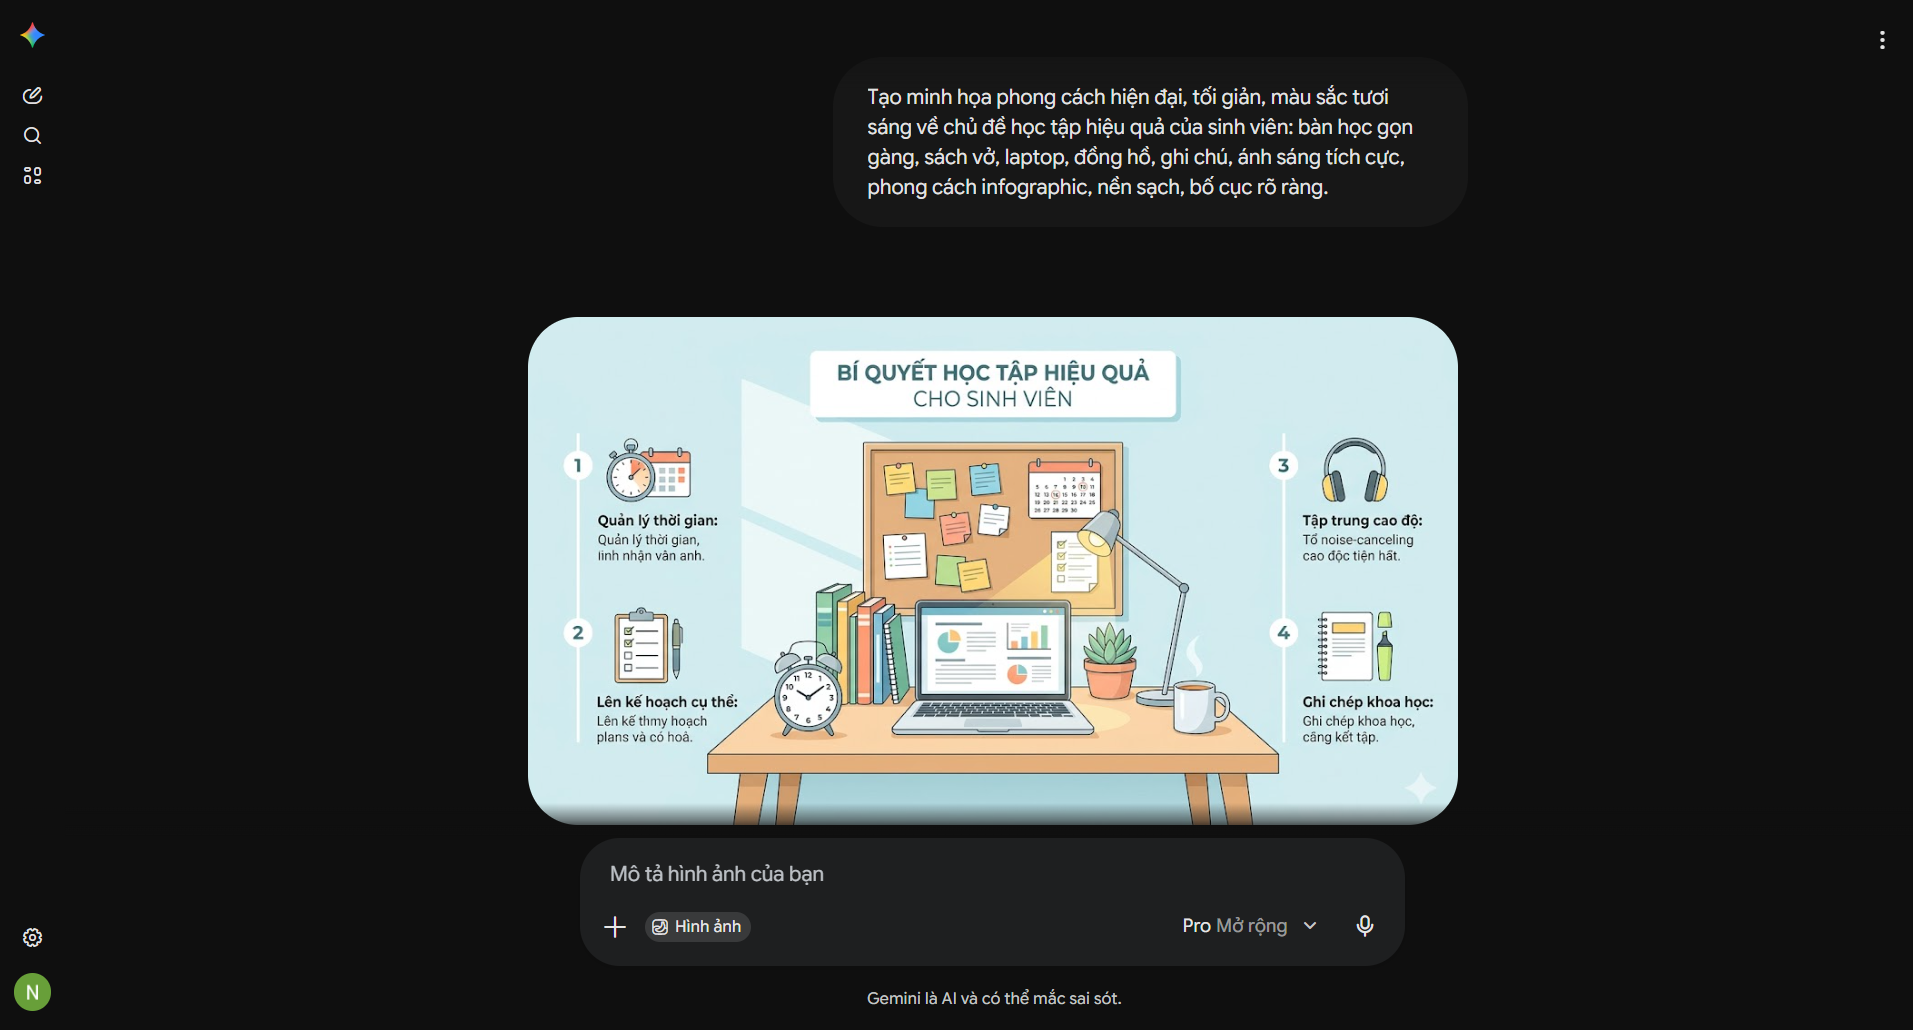 Tạo minh họa phong cách hiện đại, tối giản, màu sắc tươi
sáng về chủ đề học tập hiệu quả của sinh viên: bàn học gọn
gàng, sách vở, laptop, đồng hồ, ghi chú, ánh sáng tích cực,
phong cách infographic, nền sạch, bố cục rõ ràng.
BÍ QUYẾT HỌC TẬP HIỆU QUẢ
CHO SINH VIÊN
1
Quản lý thời gian:
Quản lý thời gian,
linh nhận vân anh.
2
Lên kế hoạch cụ thể:
Lên kế thmy hoạch
plans và có hoả.
3
Tập trung cao độ:
Tổ noise-canceling
cao độc tiện hất.
4
Ghi chép khoa học:
Ghi chép khoa học,
căng kết tập.
Mô tả hình ảnh của bạn
Hình ảnh
Pro Mở rộng
N
Gemini là AI và có thể mắc sai sót.